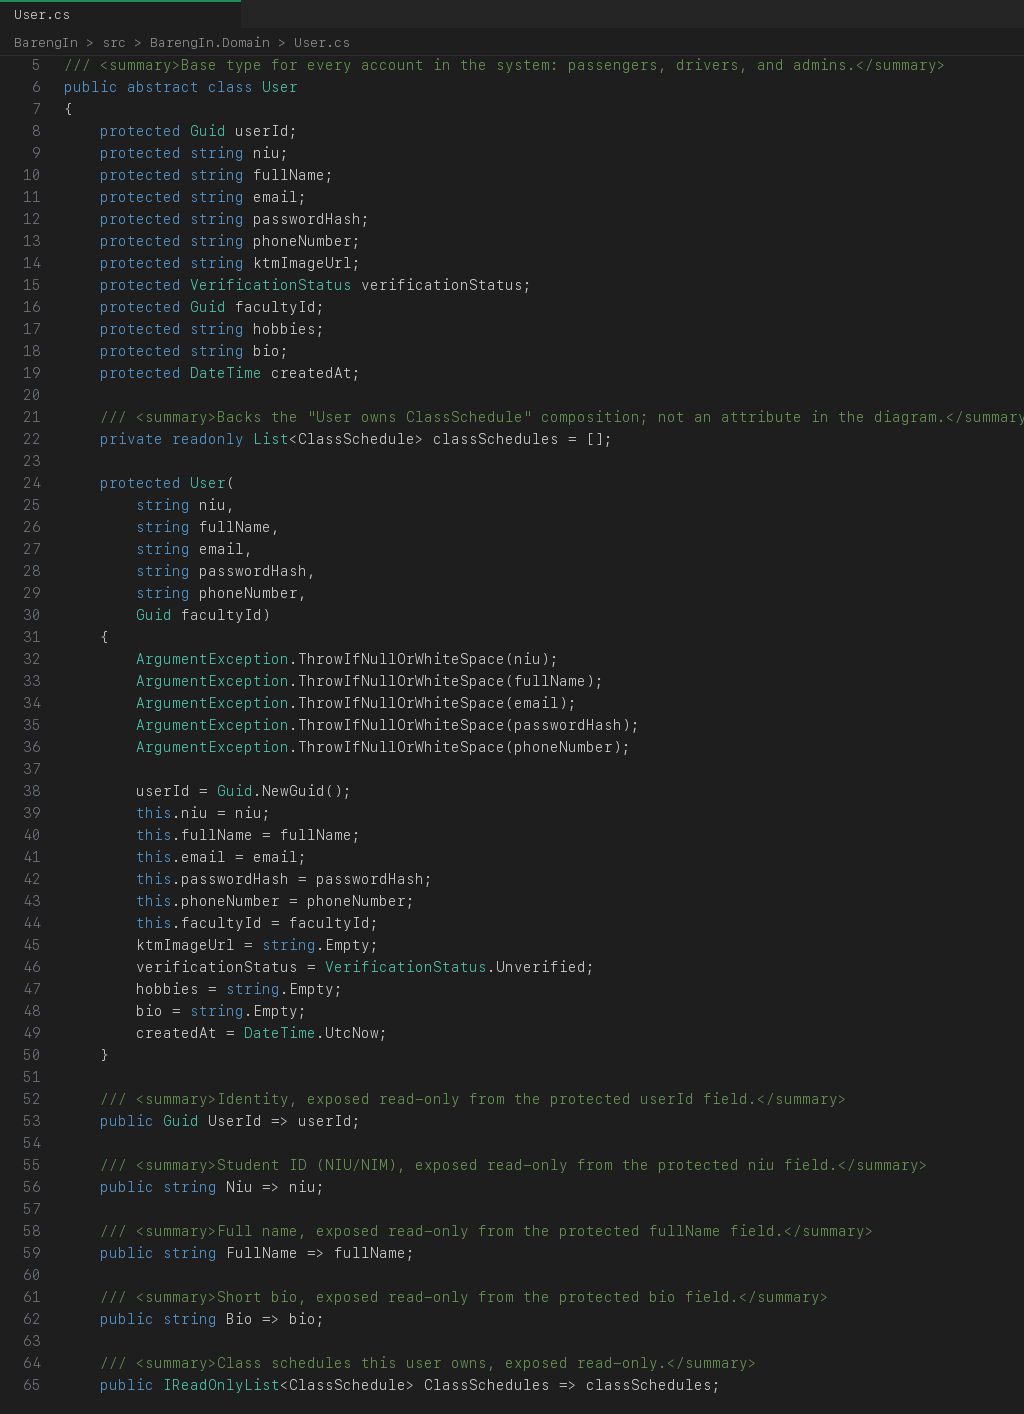 User.cs
BarengIn > src > BarengIn.Domain > User.cs
5 /// <summary>Base type for every account in the system: passengers, drivers, and admins.</summary>
6 public abstract class User
7 {
8     protected Guid userId;
9     protected string niu;
10     protected string fullName;
11     protected string email;
12     protected string passwordHash;
13     protected string phoneNumber;
14     protected string ktmImageUrl;
15     protected VerificationStatus verificationStatus;
16     protected Guid facultyId;
17     protected string hobbies;
18     protected string bio;
19     protected DateTime createdAt;
20
21     /// <summary>Backs the "User owns ClassSchedule" composition; not an attribute in the diagram.</summary
22     private readonly List<ClassSchedule> classSchedules = [];
23
24     protected User(
25         string niu,
26         string fullName,
27         string email,
28         string passwordHash,
29         string phoneNumber,
30         Guid facultyId)
31     {
32         ArgumentException.ThrowIfNullOrWhiteSpace(niu);
33         ArgumentException.ThrowIfNullOrWhiteSpace(fullName);
34         ArgumentException.ThrowIfNullOrWhiteSpace(email);
35         ArgumentException.ThrowIfNullOrWhiteSpace(passwordHash);
36         ArgumentException.ThrowIfNullOrWhiteSpace(phoneNumber);
37
38         userId = Guid.NewGuid();
39         this.niu = niu;
40         this.fullName = fullName;
41         this.email = email;
42         this.passwordHash = passwordHash;
43         this.phoneNumber = phoneNumber;
44         this.facultyId = facultyId;
45         ktmImageUrl = string.Empty;
46         verificationStatus = VerificationStatus.Unverified;
47         hobbies = string.Empty;
48         bio = string.Empty;
49         createdAt = DateTime.UtcNow;
50     }
51
52     /// <summary>Identity, exposed read-only from the protected userId field.</summary>
53     public Guid UserId => userId;
54
55     /// <summary>Student ID (NIU/NIM), exposed read-only from the protected niu field.</summary>
56     public string Niu => niu;
57
58     /// <summary>Full name, exposed read-only from the protected fullName field.</summary>
59     public string FullName => fullName;
60
61     /// <summary>Short bio, exposed read-only from the protected bio field.</summary>
62     public string Bio => bio;
63
64     /// <summary>Class schedules this user owns, exposed read-only.</summary>
65     public IReadOnlyList<ClassSchedule> ClassSchedules => classSchedules;